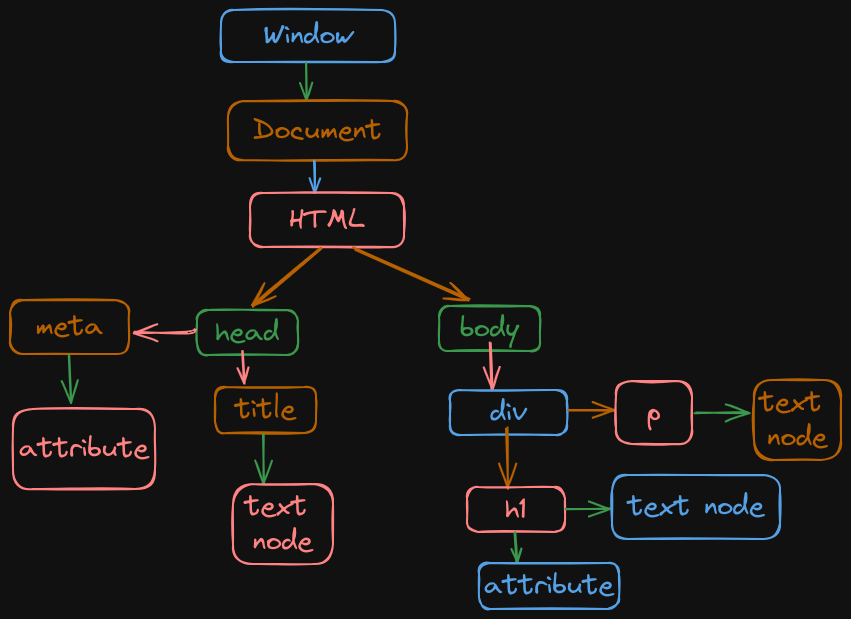 Window
Document
HTML
meta
head
body
attribute
title
div
p
text
node
text
node
h1
text node
attribute